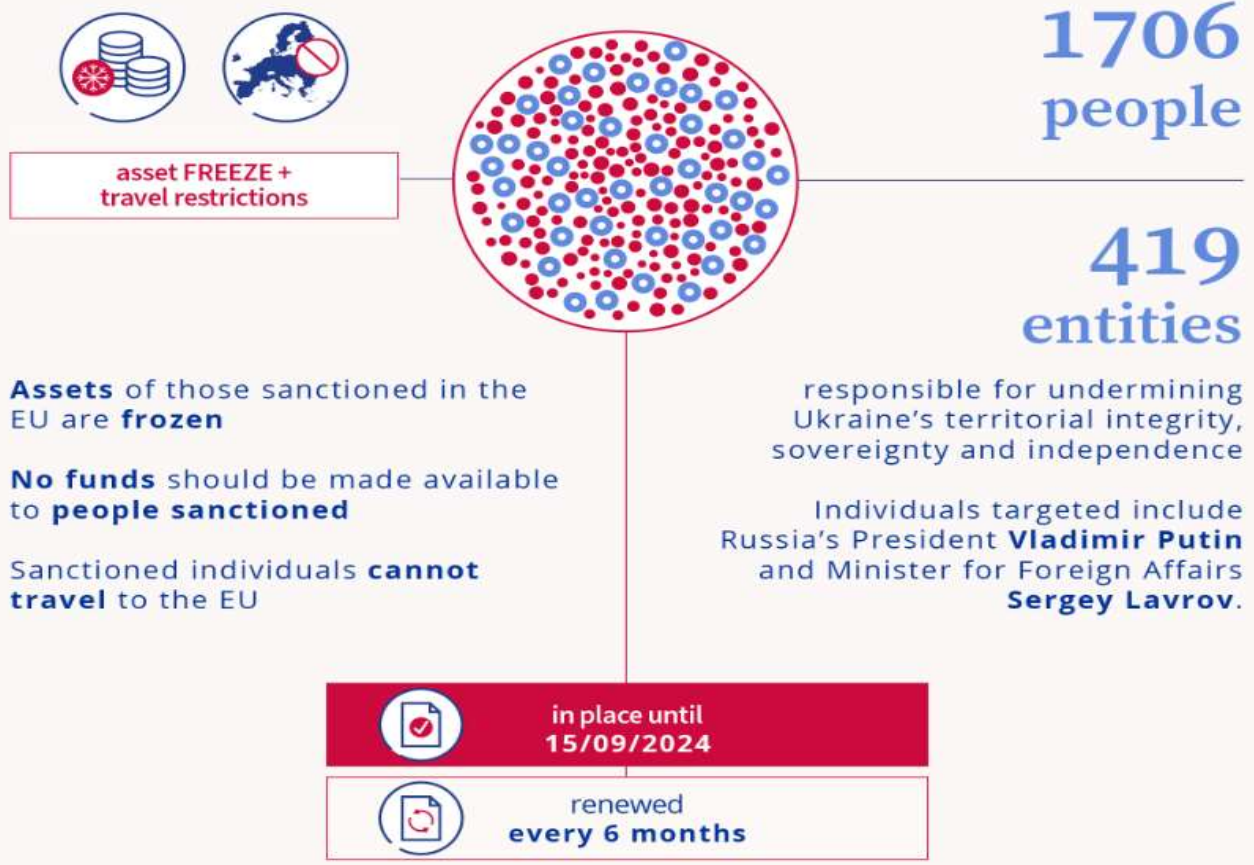 asset FREEZE +
travel restrictions
1706
people
419
entities
Assets of those sanctioned in the
EU are frozen
No funds should be made available
to people sanctioned
Sanctioned individuals cannot
travel to the EU
responsible for undermining
Ukraine’s territorial integrity,
sovereignty and independence
Individuals targeted include
Russia’s President Vladimir Putin
and Minister for Foreign Affairs
Sergey Lavrov.
in place until
15/09/2024
renewed
every 6 months